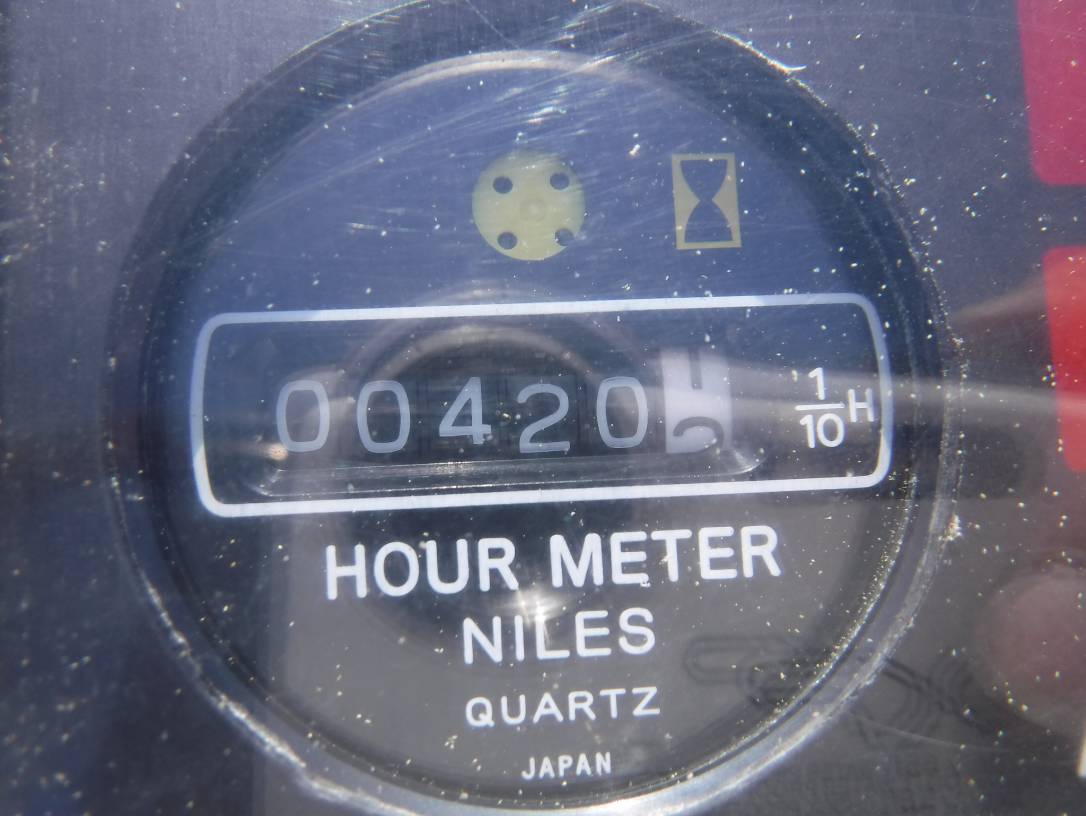 00420
1/10 H
HOUR METER
NILES
QUARTZ
JAPAN